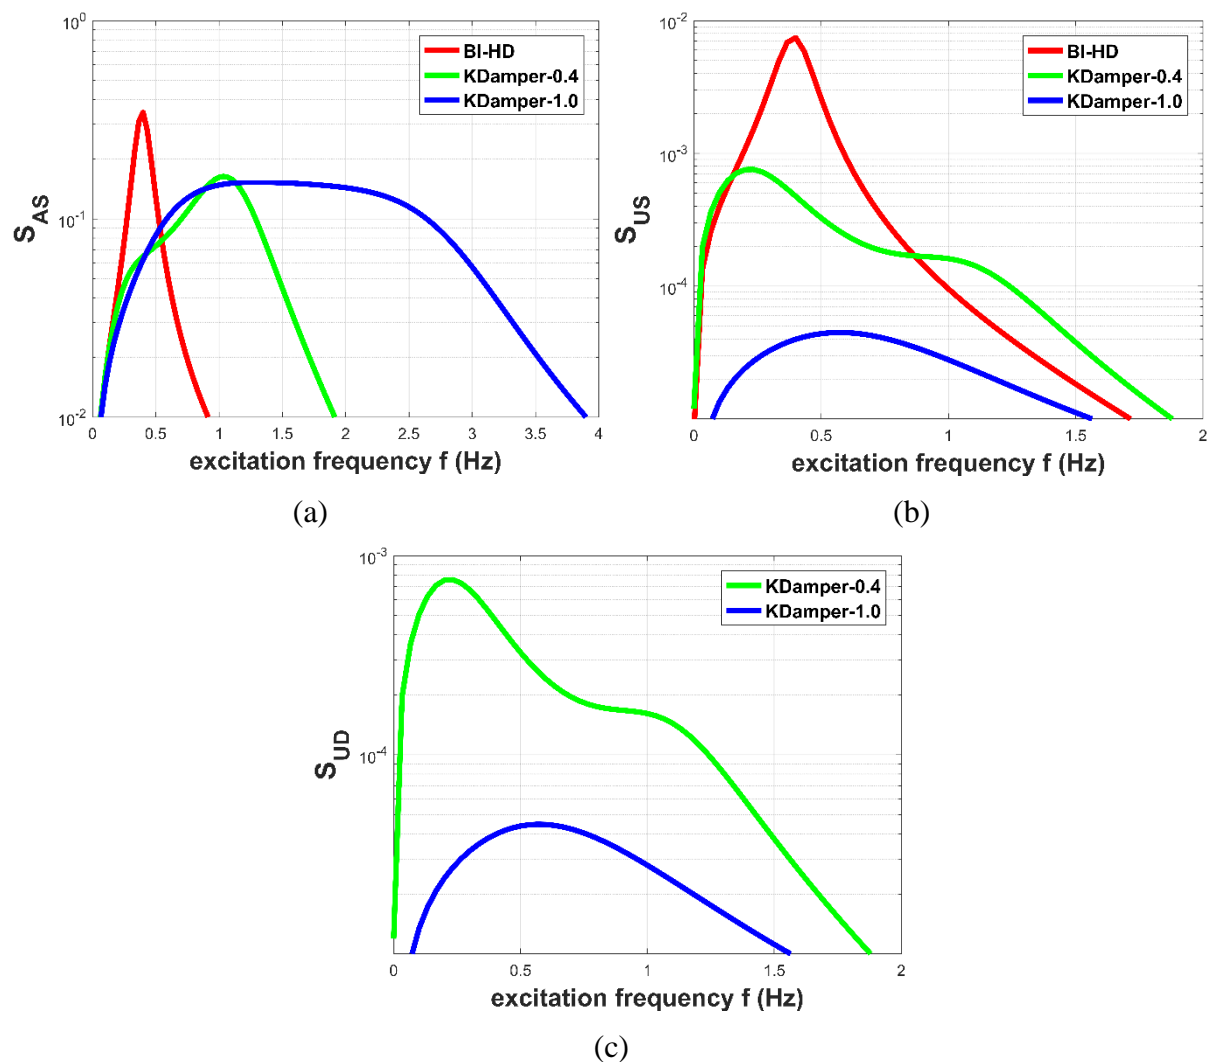 10^0
BI-HD
KDamper-0.4
KDamper-1.0
10^-1
10^-2
S_AS
0 0.5 1 1.5 2 2.5 3 3.5 4
excitation frequency f (Hz)
(a)
10^-2
BI-HD
KDamper-0.4
KDamper-1.0
10^-3
10^-4
S_US
0 0.5 1 1.5 2
excitation frequency f (Hz)
(b)
10^-3
KDamper-0.4
KDamper-1.0
10^-4
S_UD
0 0.5 1 1.5 2
excitation frequency f (Hz)
(c)